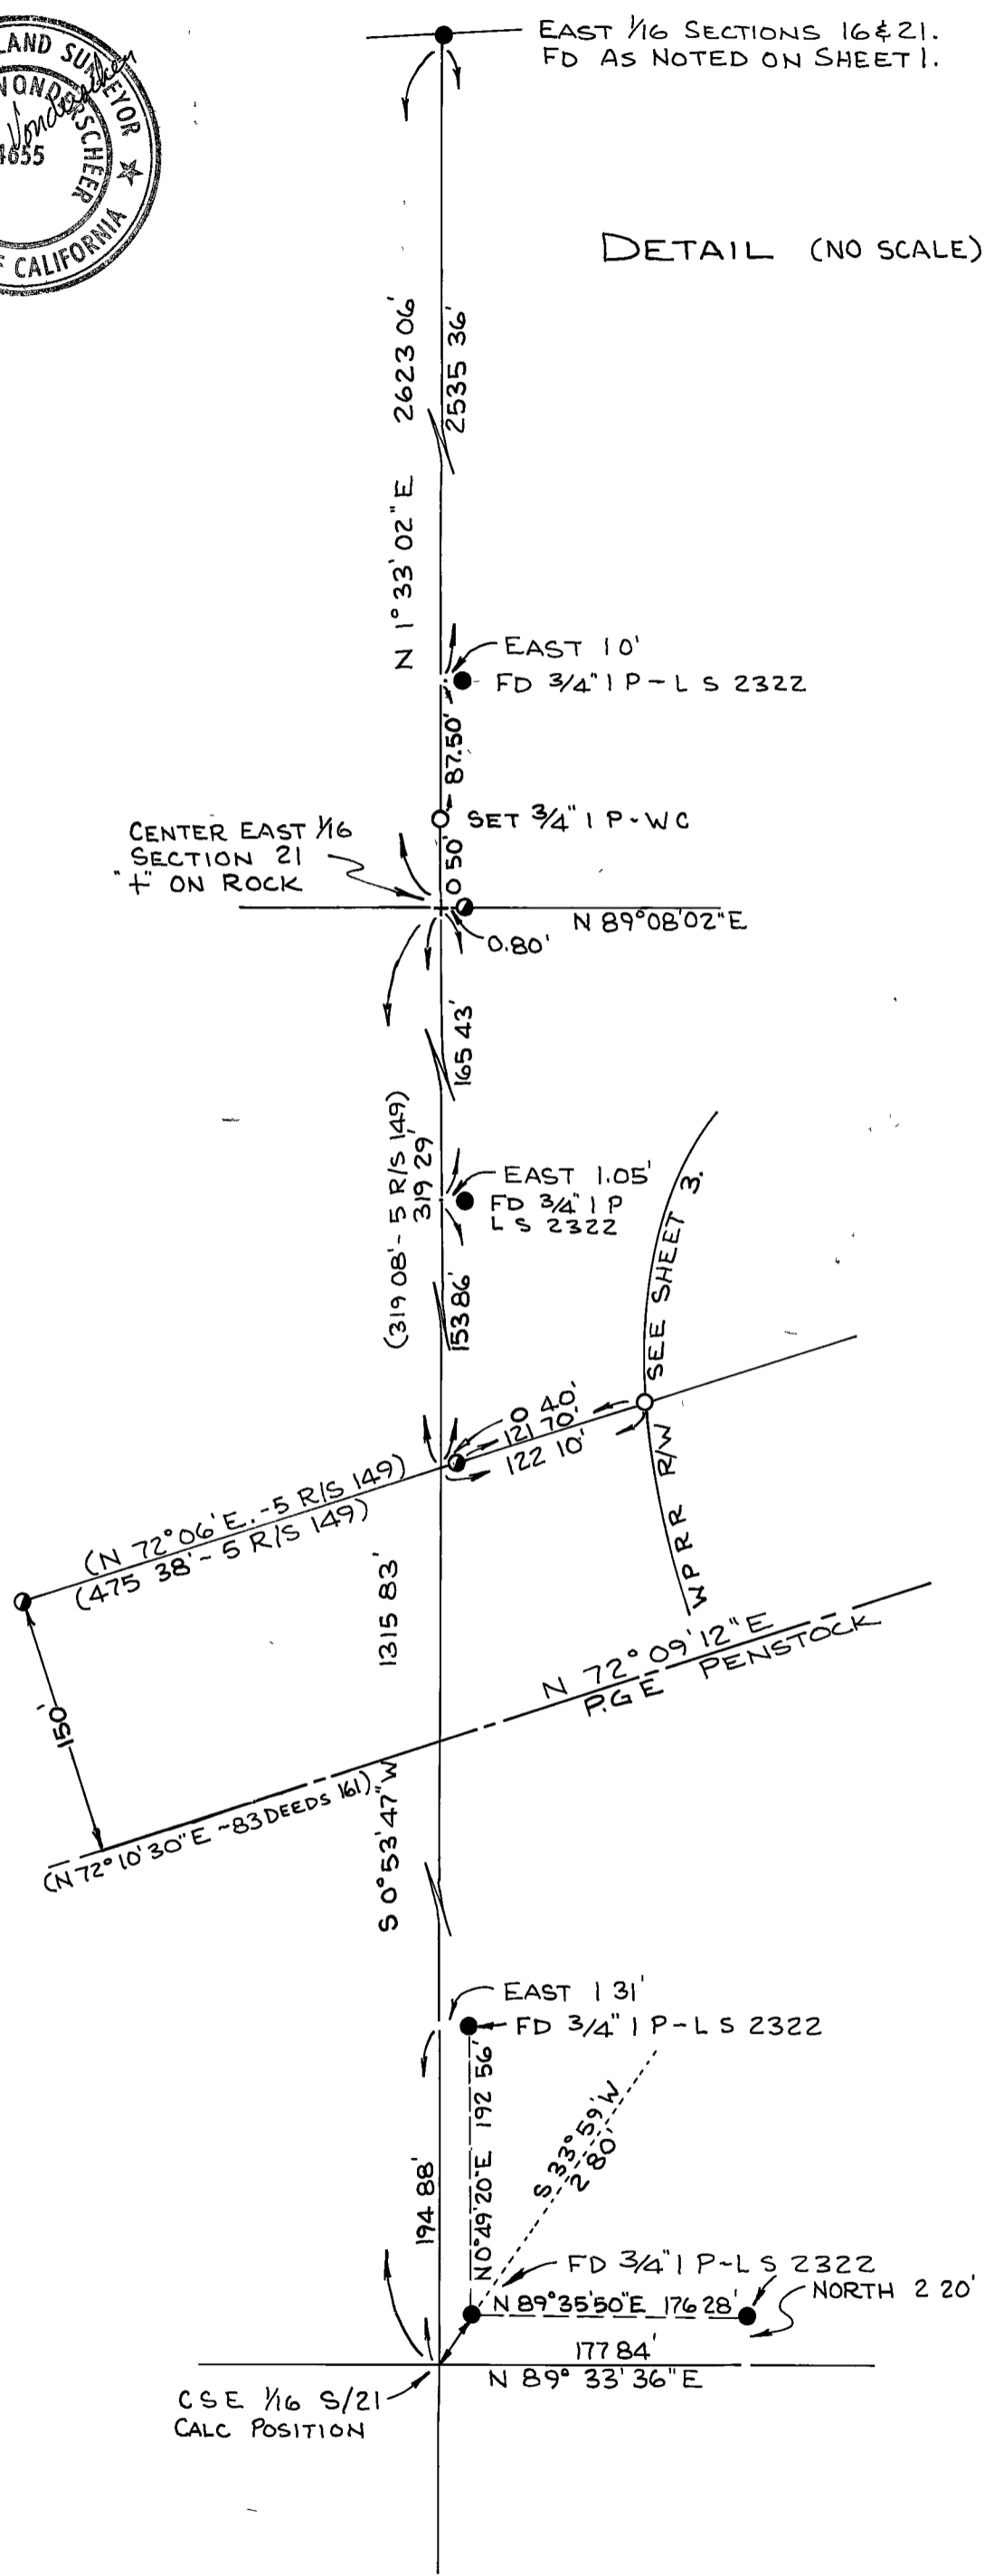 LAND SURVEYOR
VONDERSCHEER
4655
CALIFORNIA
EAST 1/16 SECTIONS 16 & 21.
FD AS NOTED ON SHEET 1.
DETAIL (NO SCALE)
N 1° 33' 02" E 2623 06'
2535 36'
EAST 1 0'
FD 3/4" I P - L S 2322
87.50'
SET 3/4" I P - WC
0 50'
CENTER EAST 1/16
SECTION 21
"+" ON ROCK
N 89° 08' 02" E
0.80'
165 43'
(319 08' - 5 R/S 149)
319 29'
EAST 1.05'
FD 3/4" I P
L S 2322
153 86'
SEE SHEET 3.
WPRR R/W
0 40'
121 70'
122 10'
(N 72° 06' E. - 5 R/S 149)
(475 38' - 5 R/S 149)
1315 83'
N 72° 09' 12" E
P.G E PENSTOCK
150'
(N 72° 10' 30" E ~ 83 DEEDS 161)
S 0° 53' 47" W
EAST 1 31'
FD 3/4" I P - L S 2322
N 0° 49' 20" E 192 56'
S 33° 59' W
2 80'
194 88'
FD 3/4" I P - L S 2322
NORTH 2 20'
N 89° 35' 50" E 176 28'
177 84'
N 89° 33' 36" E
C S E 1/16 S/21
CALC POSITION